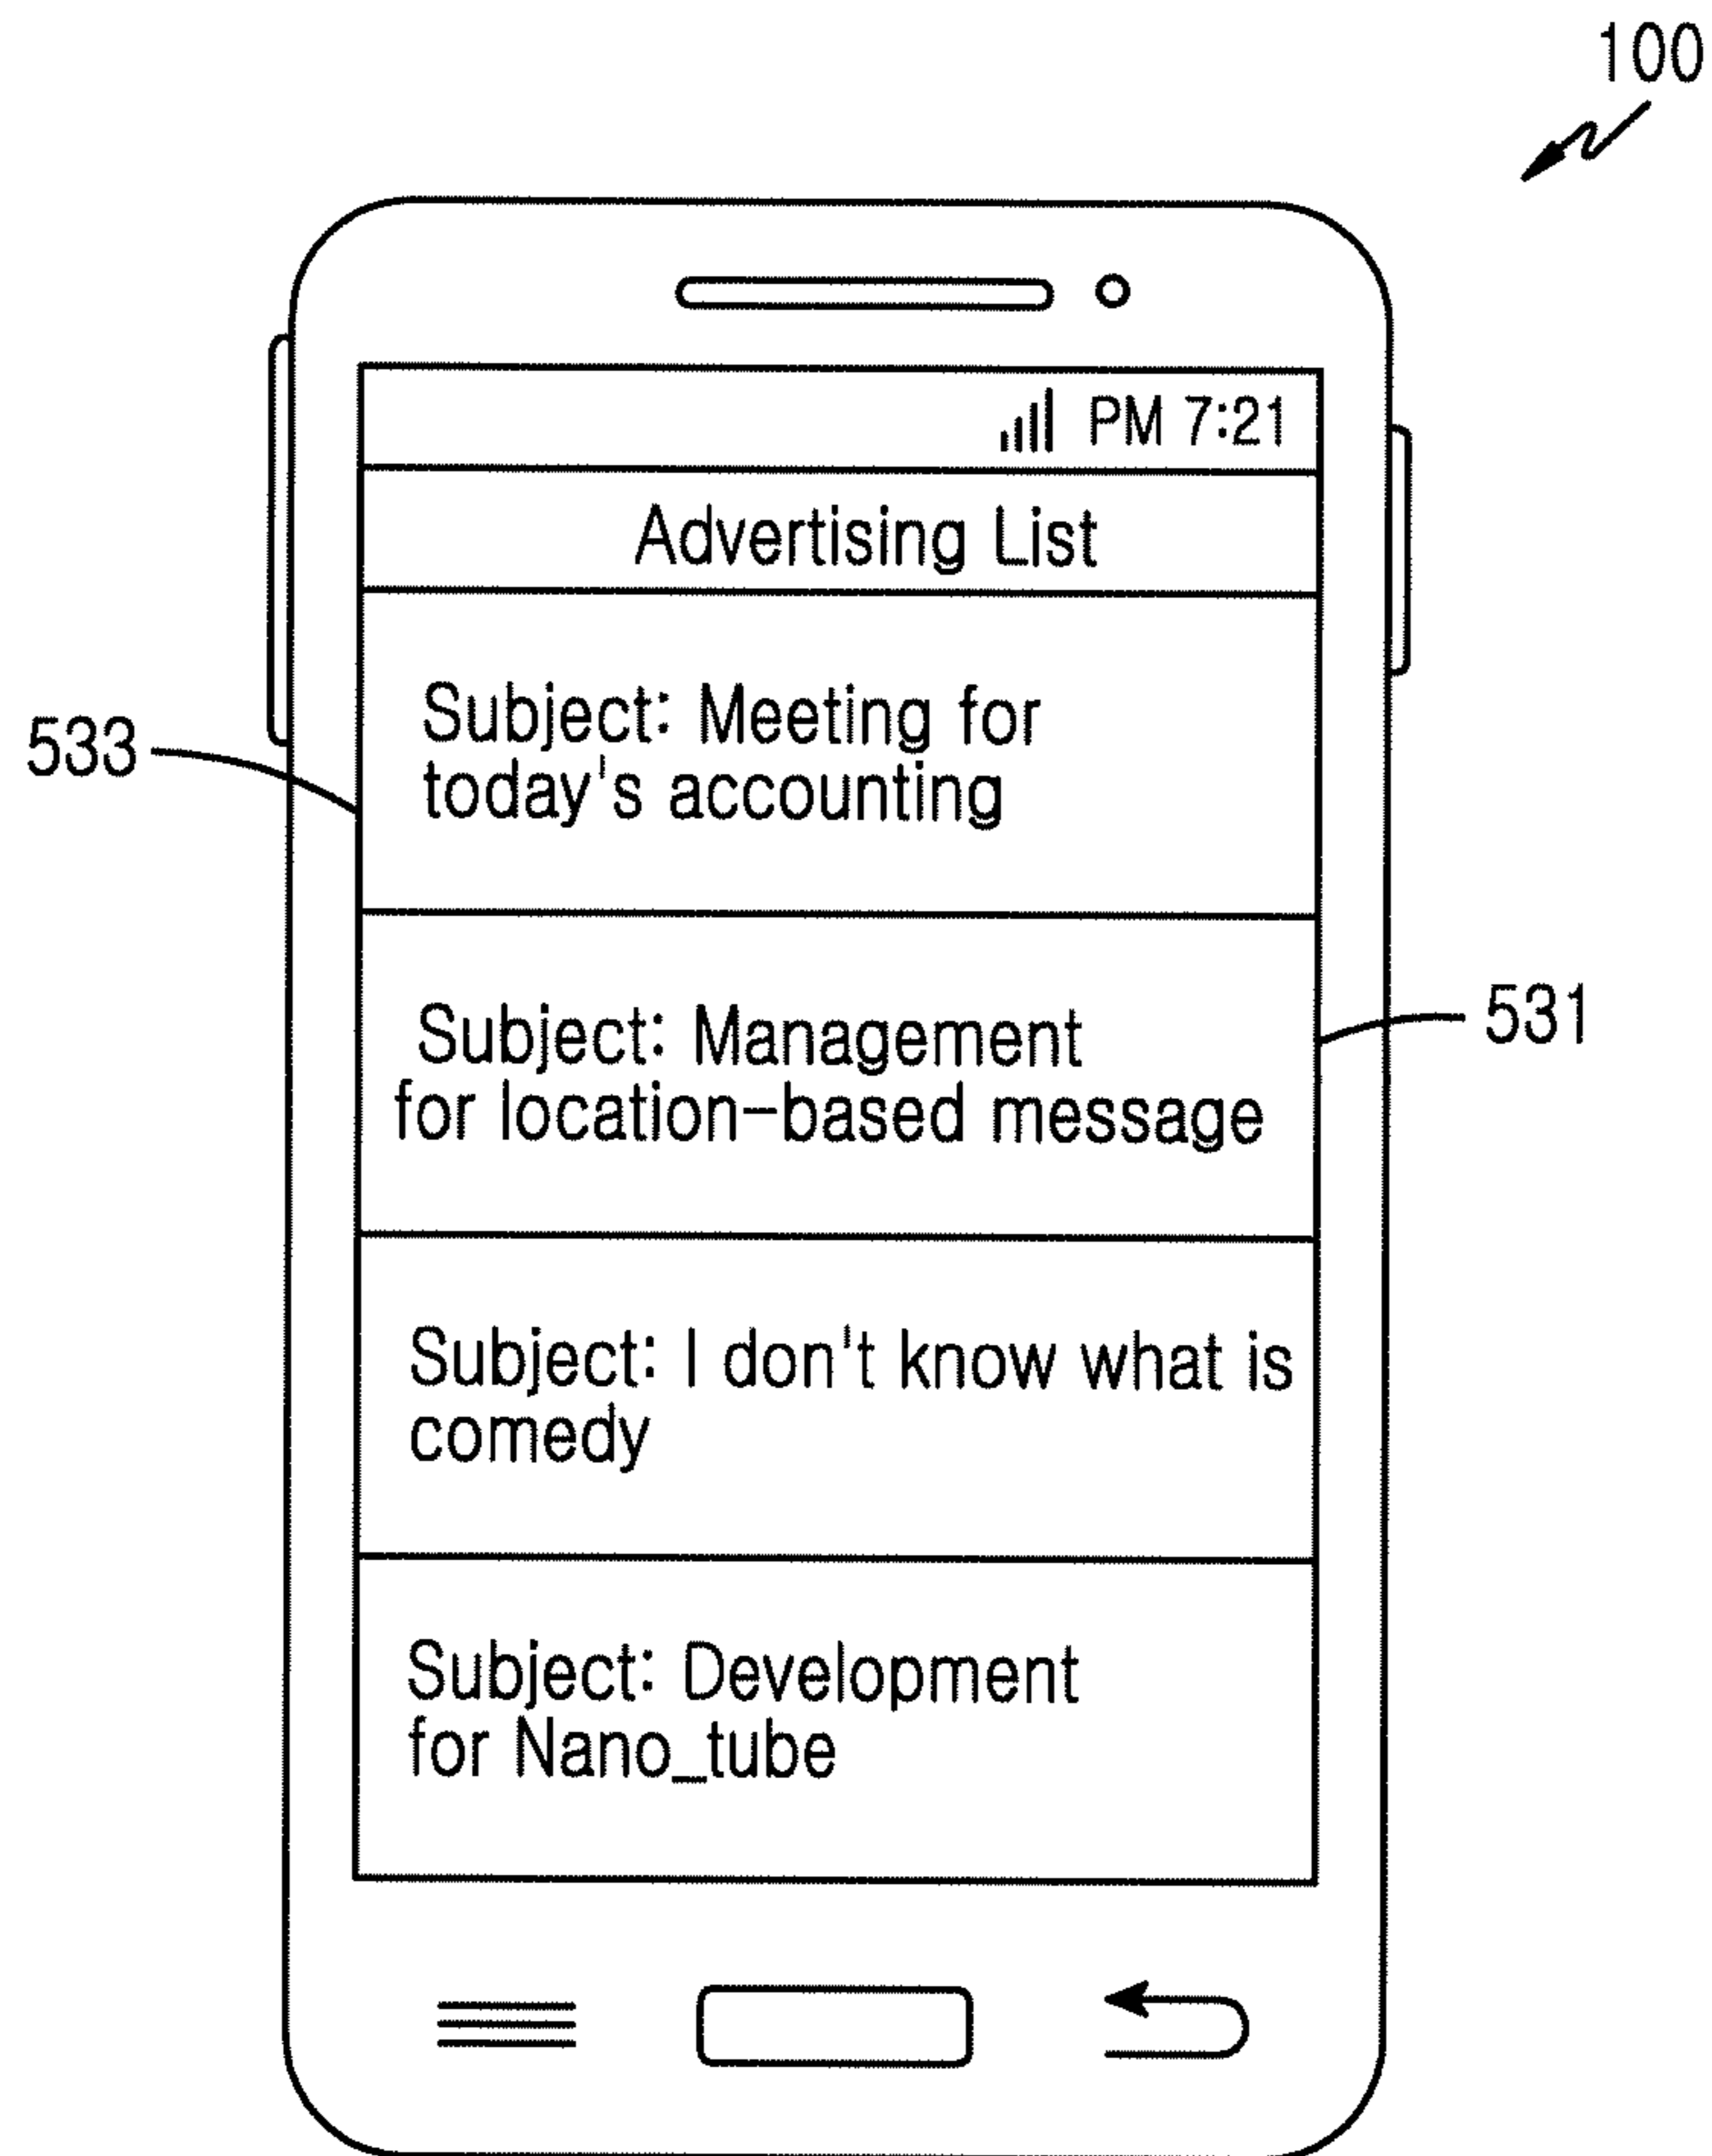 100
PM 7:21
Advertising List
Subject: Meeting for
today's accounting
533
Subject: Management
for location-based message
531
Subject: I don't know what is
comedy
Subject: Development
for Nano_tube